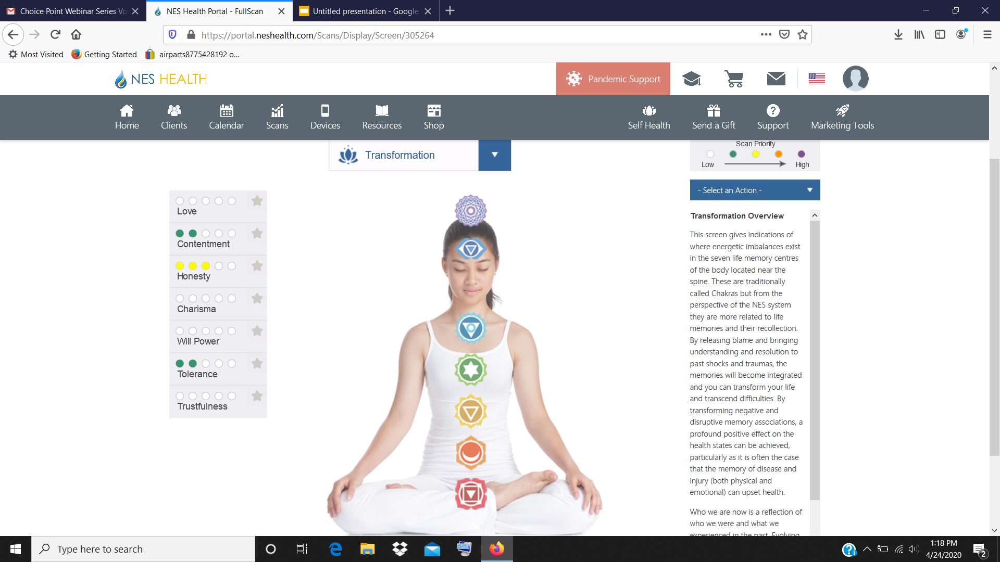 Choice Point Webinar Series Vo
NES Health Portal - FullScan
Untitled presentation - Google
https://portal.neshealth.com/Scans/Display/Screen/305264
Most Visited
Getting Started
airparts8775428192 o...
NES HEALTH
Pandemic Support
Home
Clients
Calendar
Scans
Devices
Resources
Shop
Self Health
Send a Gift
Support
Marketing Tools
Transformation
Scan Priority
Low
High
- Select an Action -
Love
Contentment
Honesty
Charisma
Will Power
Tolerance
Trustfulness
Transformation Overview
This screen gives indications of
where energetic imbalances exist
in the seven life memory centres
of the body located near the
spine. These are traditionally
called Chakras but from the
perspective of the NES system
they are more related to life
memories and their recollection.
By releasing blame and bringing
understanding and resolution to
past shocks and traumas, the
memories will become integrated
and you can transform your life
and transcend difficulties. By
transforming negative and
disruptive memory associations, a
profound positive effect on the
health states can be achieved,
particularly as it is often the case
that the memory of disease and
injury (both physical and
emotional) can upset health.
Who we are now is a reflection of
who we were and what we
experienced in the past. Evolving
Type here to search
1:18 PM
4/24/2020
2